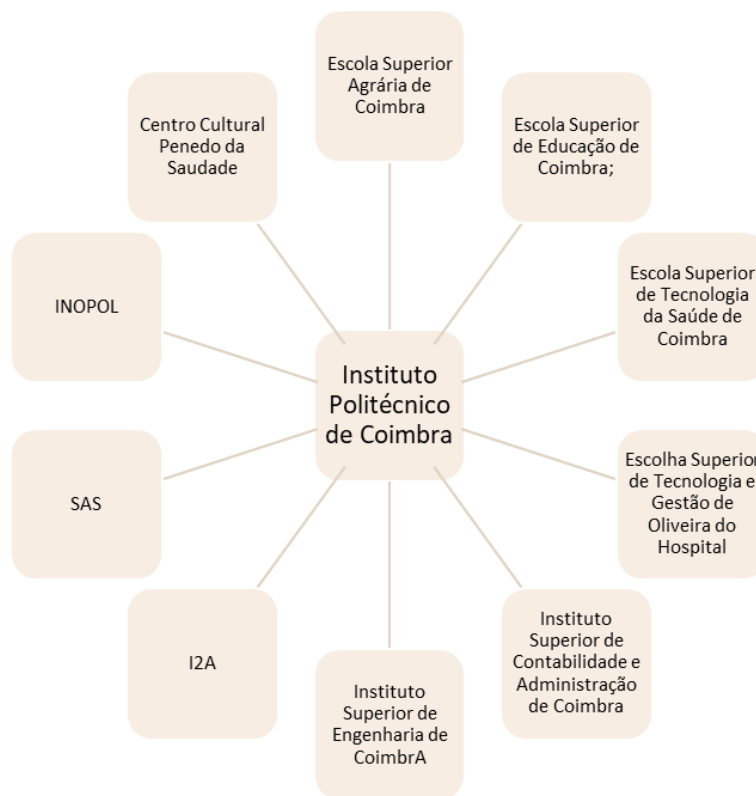 Escola Superior
Agrária de
Coimbra
Escola Superior
de Educação de
Coimbra;
Escola Superior
de Tecnologia
da Saúde de
Coimbra
Escolha Superior
de Tecnologia e
Gestão de
Oliveira do
Hospital
Instituto
Superior de
Contabilidade e
Administração
de Coimbra
Instituto
Superior de
Engenharia de
CoimbrA
I2A
SAS
INOPOL
Centro Cultural
Penedo da
Saudade
Instituto
Politécnico
de Coimbra